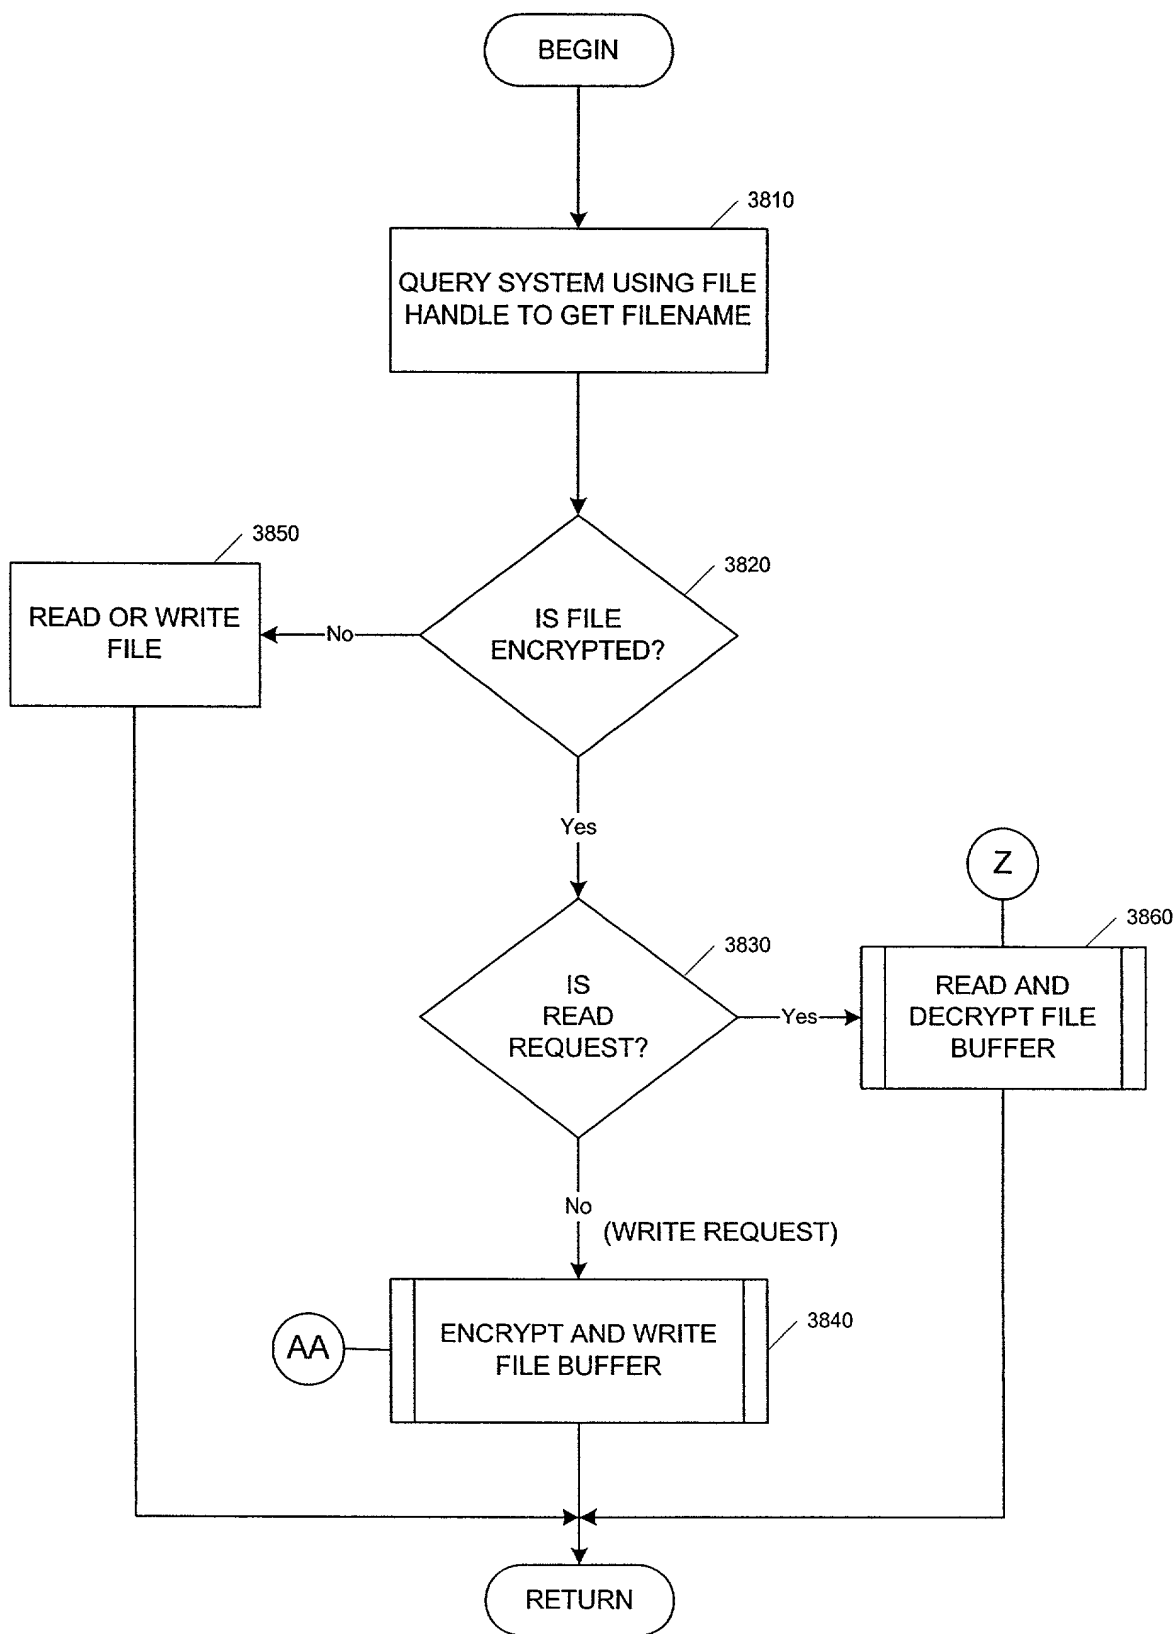 BEGIN
3810
QUERY SYSTEM USING FILE
HANDLE TO GET FILENAME
3850
READ OR WRITE
FILE
No
3820
IS FILE
ENCRYPTED?
Yes
Z
3830
IS
READ
REQUEST?
Yes
3860
READ AND
DECRYPT FILE
BUFFER
No
(WRITE REQUEST)
AA
ENCRYPT AND WRITE
FILE BUFFER
3840
RETURN